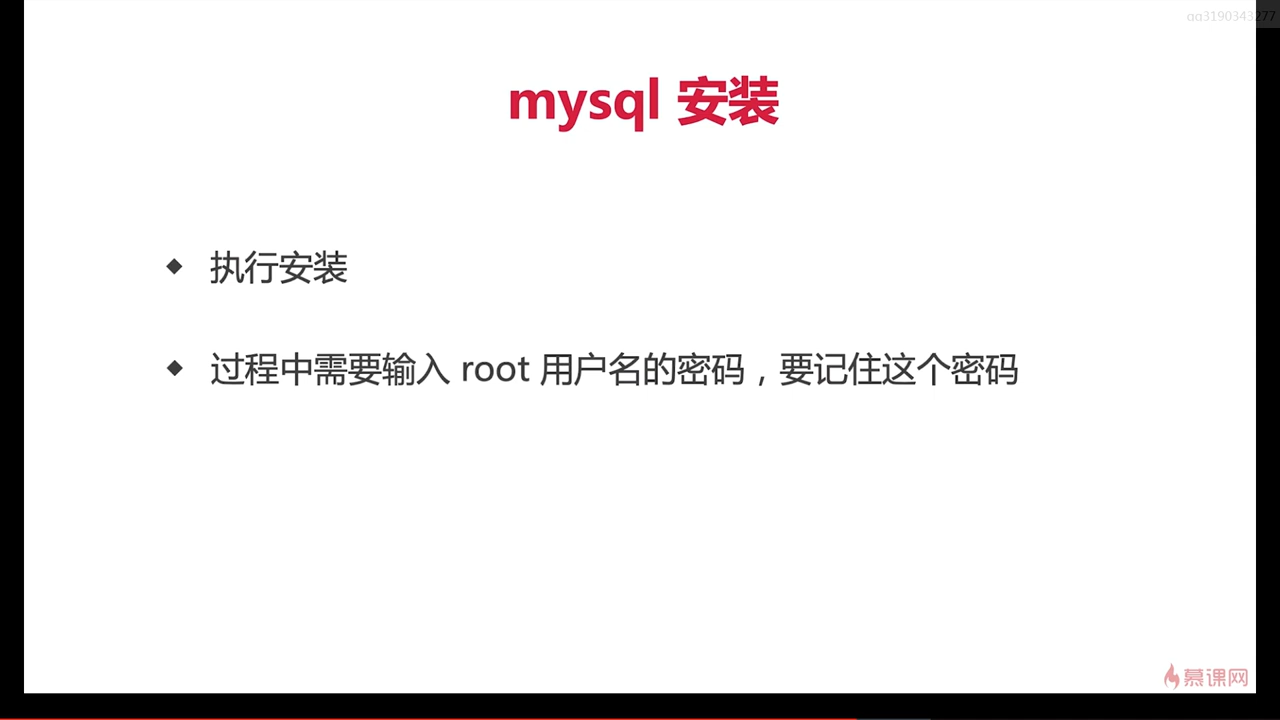 qq3190343277
mysql 安装
执行安装
过程中需要输入 root 用户名的密码，要记住这个密码
慕课网